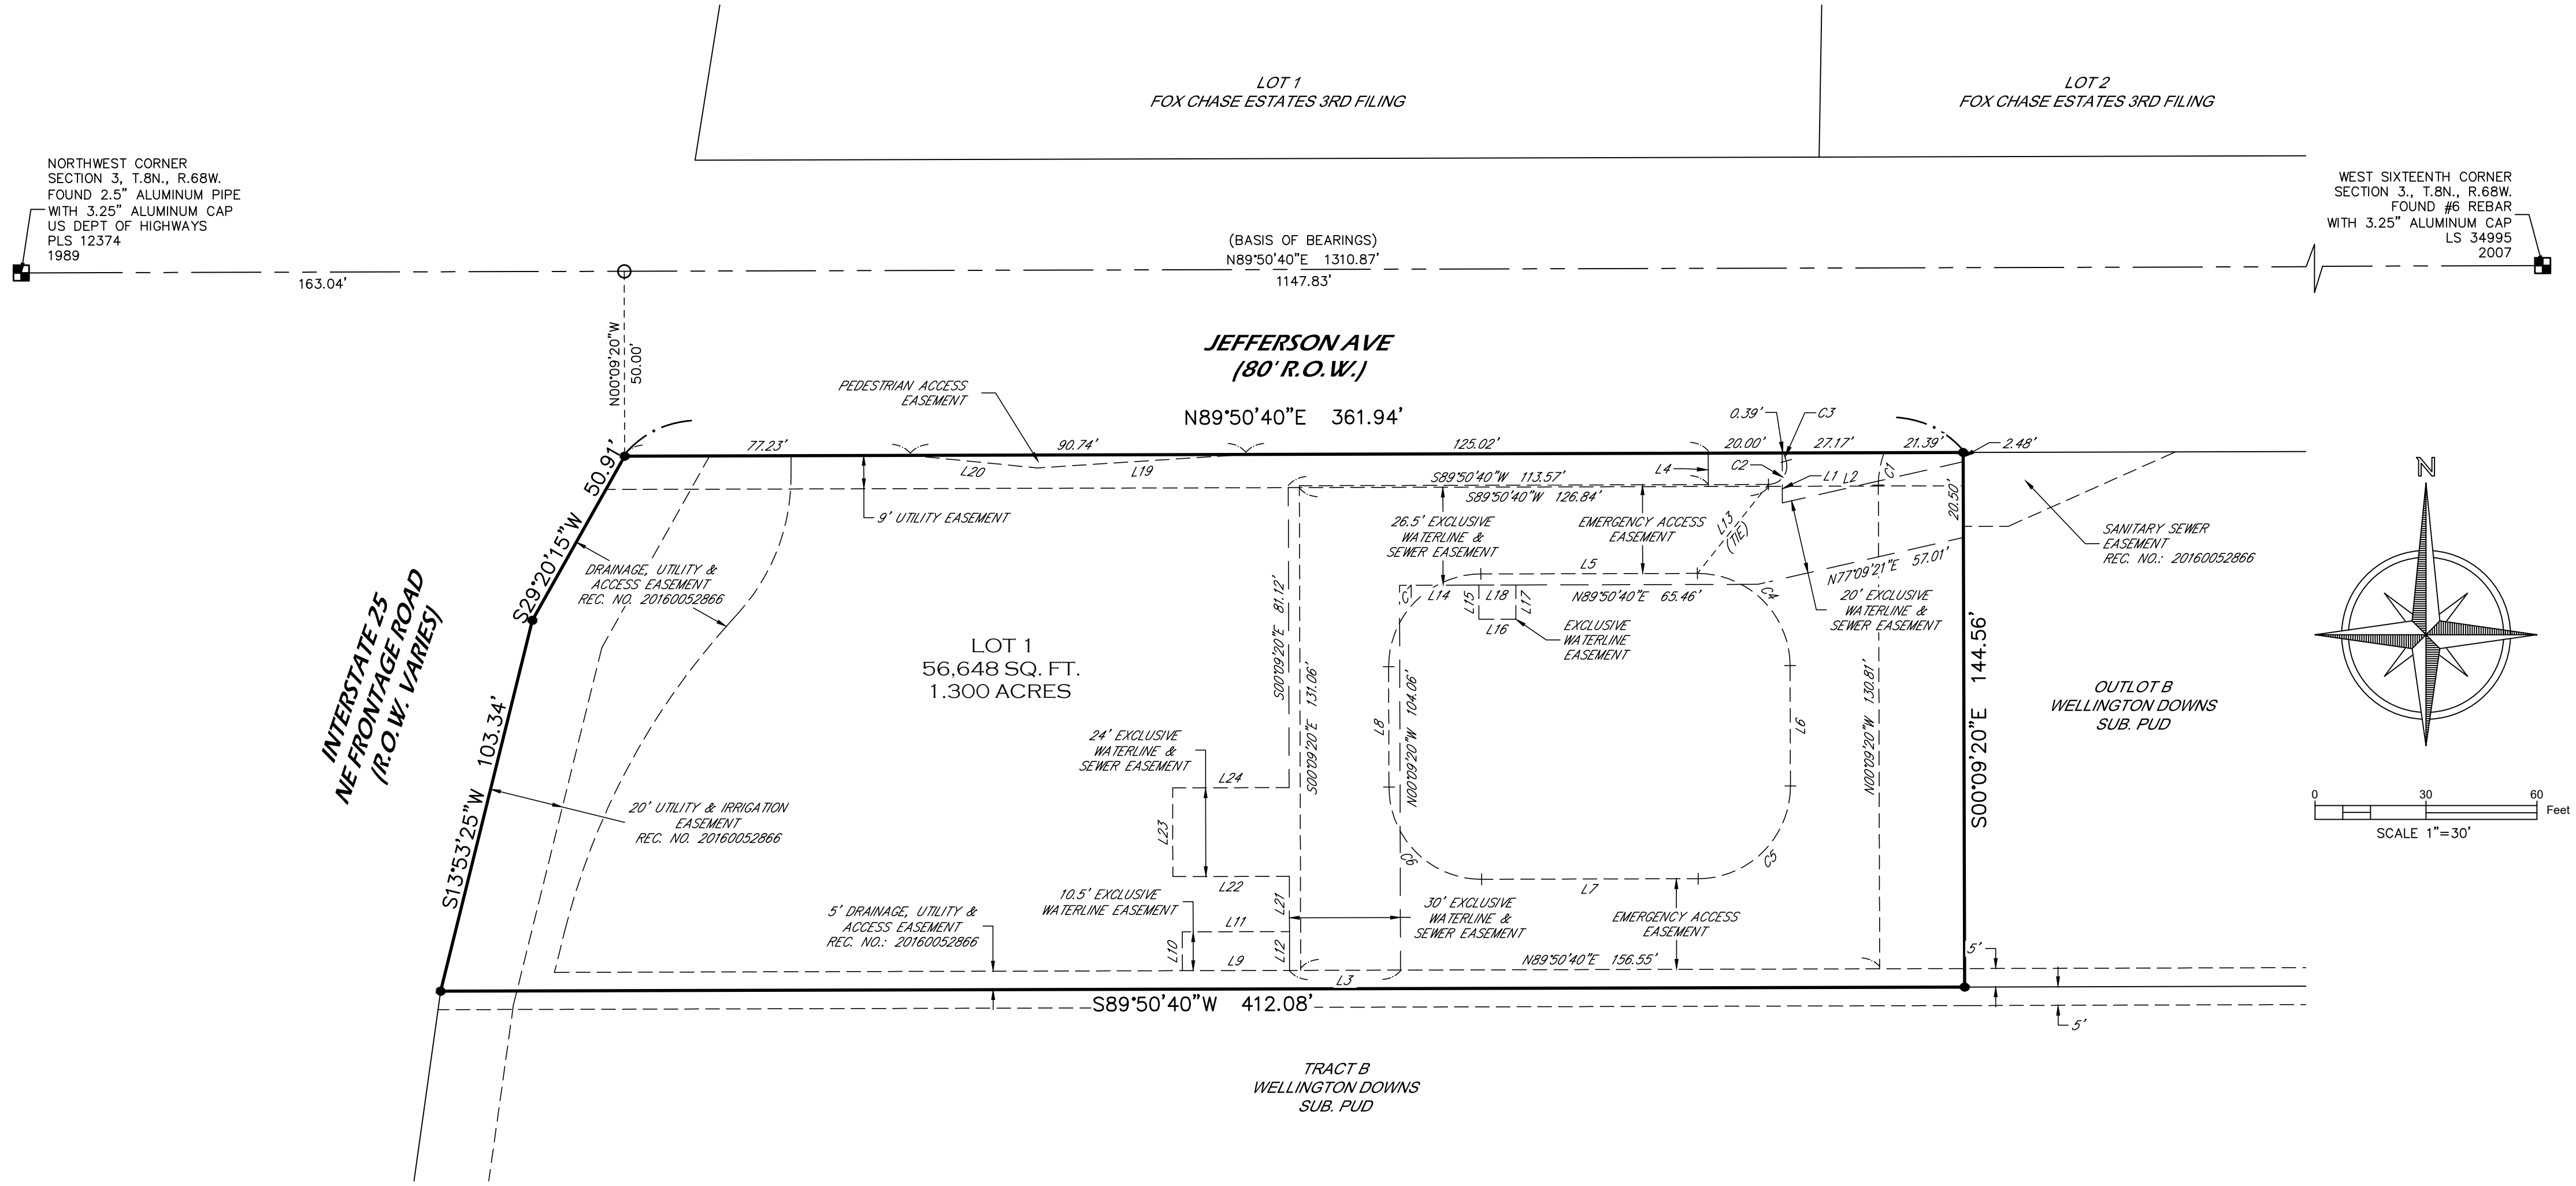 LOT 1
FOX CHASE ESTATES 3RD FILING
LOT 2
FOX CHASE ESTATES 3RD FILING
NORTHWEST CORNER
SECTION 3, T.8N., R.68W.
FOUND 2.5" ALUMINUM PIPE
WITH 3.25" ALUMINUM CAP
US DEPT OF HIGHWAYS
PLS 12374
1989
WEST SIXTEENTH CORNER
SECTION 3., T.8N., R.68W.
FOUND #6 REBAR
WITH 3.25" ALUMINUM CAP
LS 34995
2007
(BASIS OF BEARINGS)
N89°50'40"E 1310.87'
163.04'
1147.83'
N00°09'20"W
50.00'
JEFFERSON AVE
(80' R.O.W.)
PEDESTRIAN ACCESS
EASEMENT
N89°50'40"E 361.94'
0.39'
C3
77.23'
90.74'
125.02'
20.00'
27.17'
21.39'
2.48'
L20
L19
L4
C2
L1
L2
C1
S89°50'40"W 113.57'
S89°50'40"W 126.84'
50.91'
S29°20'15"W
9' UTILITY EASEMENT
26.5' EXCLUSIVE
WATERLINE &
SEWER EASEMENT
EMERGENCY ACCESS
EASEMENT
L13
(TIE)
20.50'
SANITARY SEWER
EASEMENT
REC. NO.: 20160052866
DRAINAGE, UTILITY &
ACCESS EASEMENT
REC. NO. 20160052866
L5
N77°09'21"E 57.01'
C7
L14
L15
L18
L17
L16
N89°50'40"E 65.46'
C4
20' EXCLUSIVE
WATERLINE &
SEWER EASEMENT
EXCLUSIVE
WATERLINE
EASEMENT
INTERSTATE 25
NE FRONTAGE ROAD
(R.O.W. VARIES)
LOT 1
56,648 SQ. FT.
1.300 ACRES
S00°09'20"E 81.12'
S00°09'20"E 131.06'
L8
N00°09'20"W 104.06'
L6
N00°09'20"W 130.81'
S00°09'20"E 144.56'
OUTLOT B
WELLINGTON DOWNS
SUB. PUD
N
0
30
60
Feet
SCALE 1"=30'
S13°53'25"W 103.34'
20' UTILITY & IRRIGATION
EASEMENT
REC. NO. 20160052866
24' EXCLUSIVE
WATERLINE &
SEWER EASEMENT
L24
L23
L22
C6
C5
L7
10.5' EXCLUSIVE
WATERLINE EASEMENT
L21
L11
L10
L12
L9
30' EXCLUSIVE
WATERLINE &
SEWER EASEMENT
EMERGENCY ACCESS
EASEMENT
5' DRAINAGE, UTILITY &
ACCESS EASEMENT
REC. NO.: 20160052866
N89°50'40"E 156.55'
L3
5'
S89°50'40"W 412.08'
5'
TRACT B
WELLINGTON DOWNS
SUB. PUD